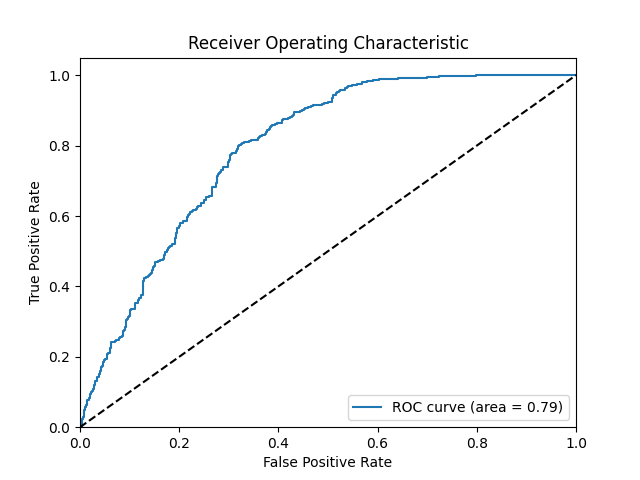 Receiver Operating Characteristic
True Positive Rate
1.0
0.8
0.6
0.4
0.2
0.0
ROC curve (area = 0.79)
0.0 0.2 0.4 0.6 0.8 1.0
False Positive Rate